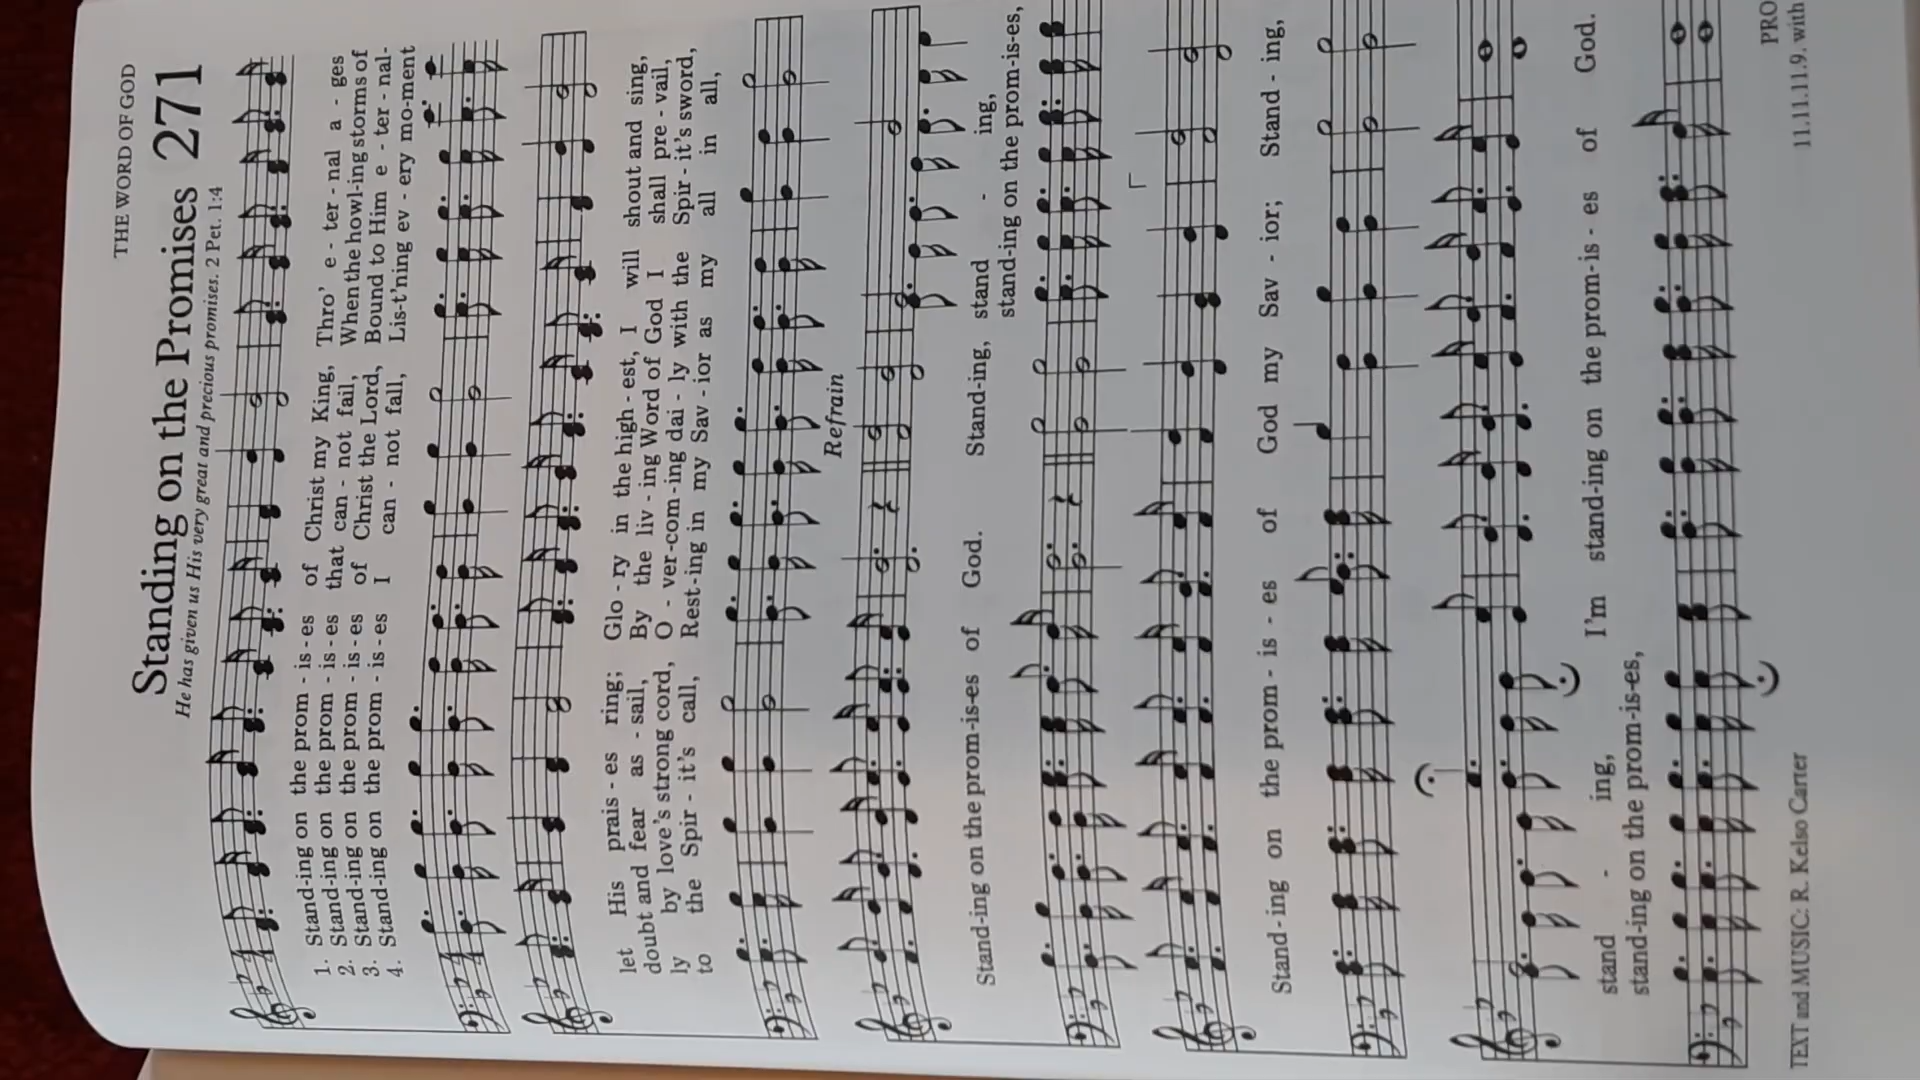 THE WORD OF GOD
Standing on the Promises 271
He has given us His very great and precious promises. 2 Pet. 1:4
1. Stand-ing on the prom - is - es of Christ my King, Thro' e - ter - nal a - ges
2. Stand-ing on the prom - is - es that can - not fail, When the howl-ing storms of
3. Stand-ing on the prom - is - es of Christ the Lord, Bound to Him e - ter - nal-
4. Stand-ing on the prom - is - es I can - not fall, Lis-t'ning ev - ery mo-ment
let His prais - es ring; Glo - ry in the high - est, I will shout and sing,
doubt and fear as - sail, By the liv - ing Word of God I shall pre - vail,
ly by love's strong cord, O - ver-com-ing dai - ly with the Spir - it's sword,
to the Spir - it's call, Rest-ing in my Sav - ior as my all in all,
Refrain
Stand-ing on the prom-is-es of God. Stand-ing, stand - ing,
stand-ing on the prom-is-es,
Stand-ing on the prom - is - es of God my Sav - ior; Stand - ing,
stand - ing, I'm stand-ing on the prom-is - es of God.
stand-ing on the prom-is-es,
TEXT and MUSIC: R. Kelso Carter
PRO
11.11.11.9. with